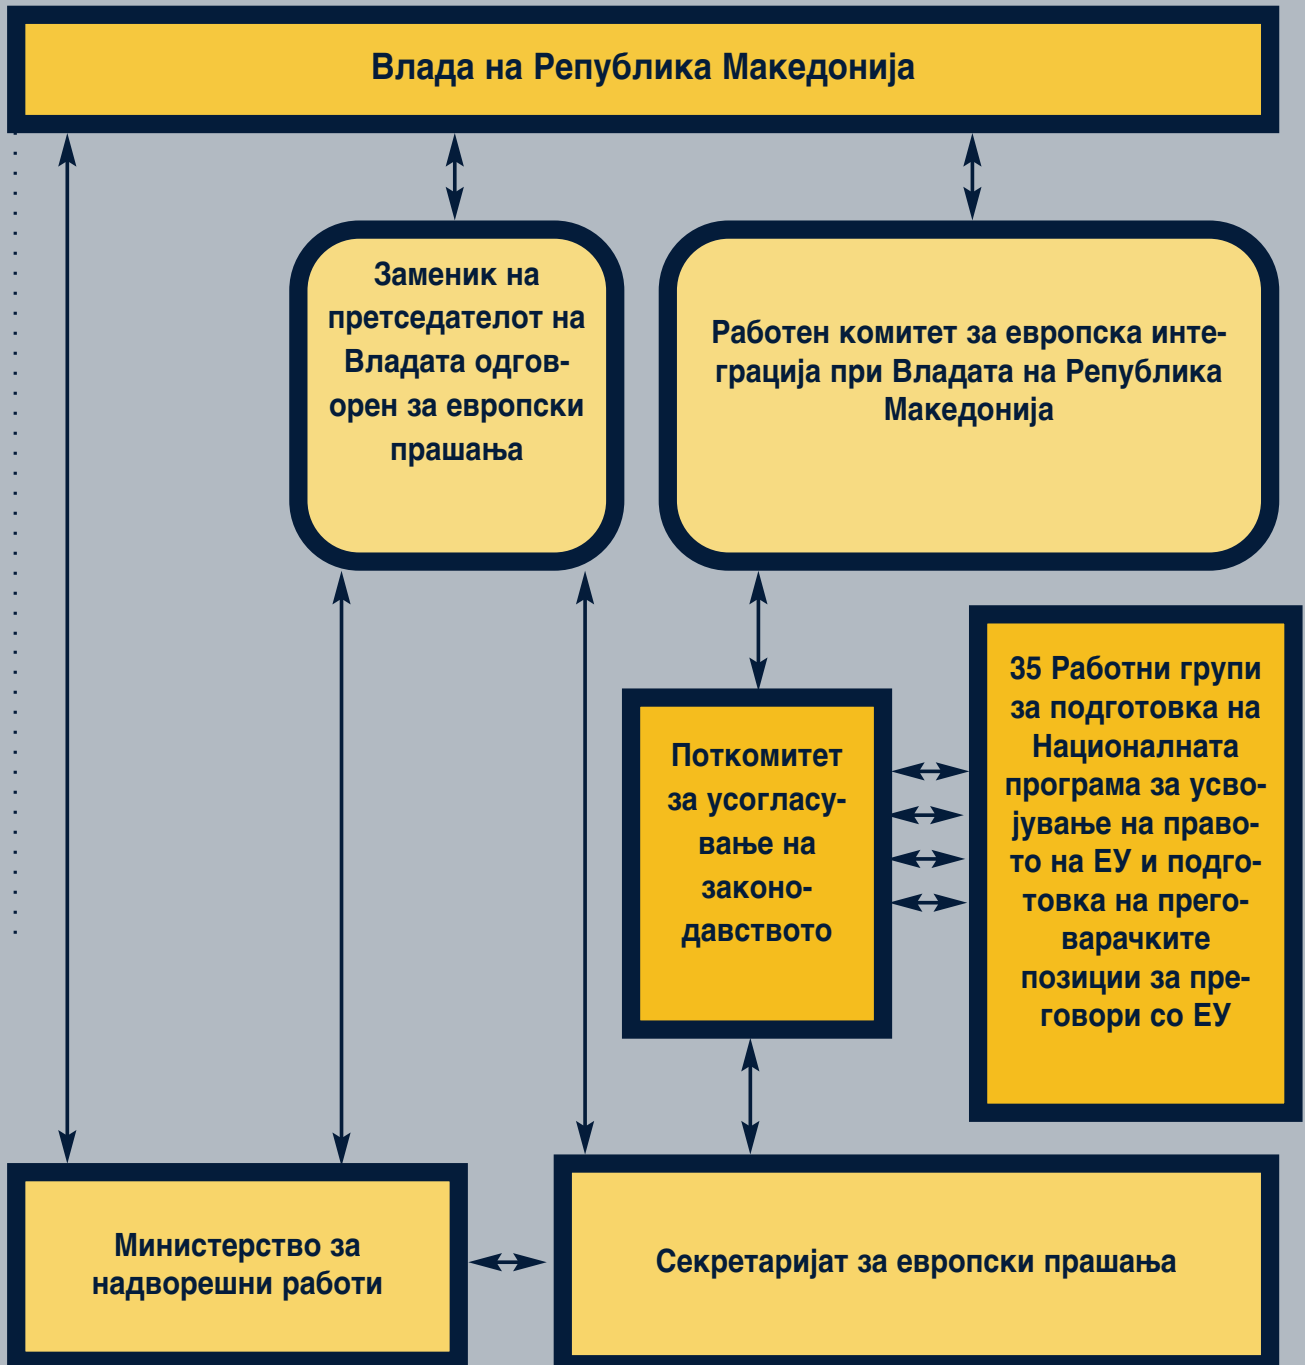 Влада на Република Македонија
Заменик на
претседателот на
Владата одгов-
орен за европски
прашања
Работен комитет за европска инте-
грација при Владата на Република
Македонија
35 Работни групи
за подготовка на
Националната
програма за усво-
јување на право-
то на ЕУ и подго-
товка на прего-
варачките
позиции за пре-
говори со ЕУ
Поткомитет
за усогласу-
вање на
законо-
давството
Министерство за
надворешни работи
Секретаријат за европски прашања